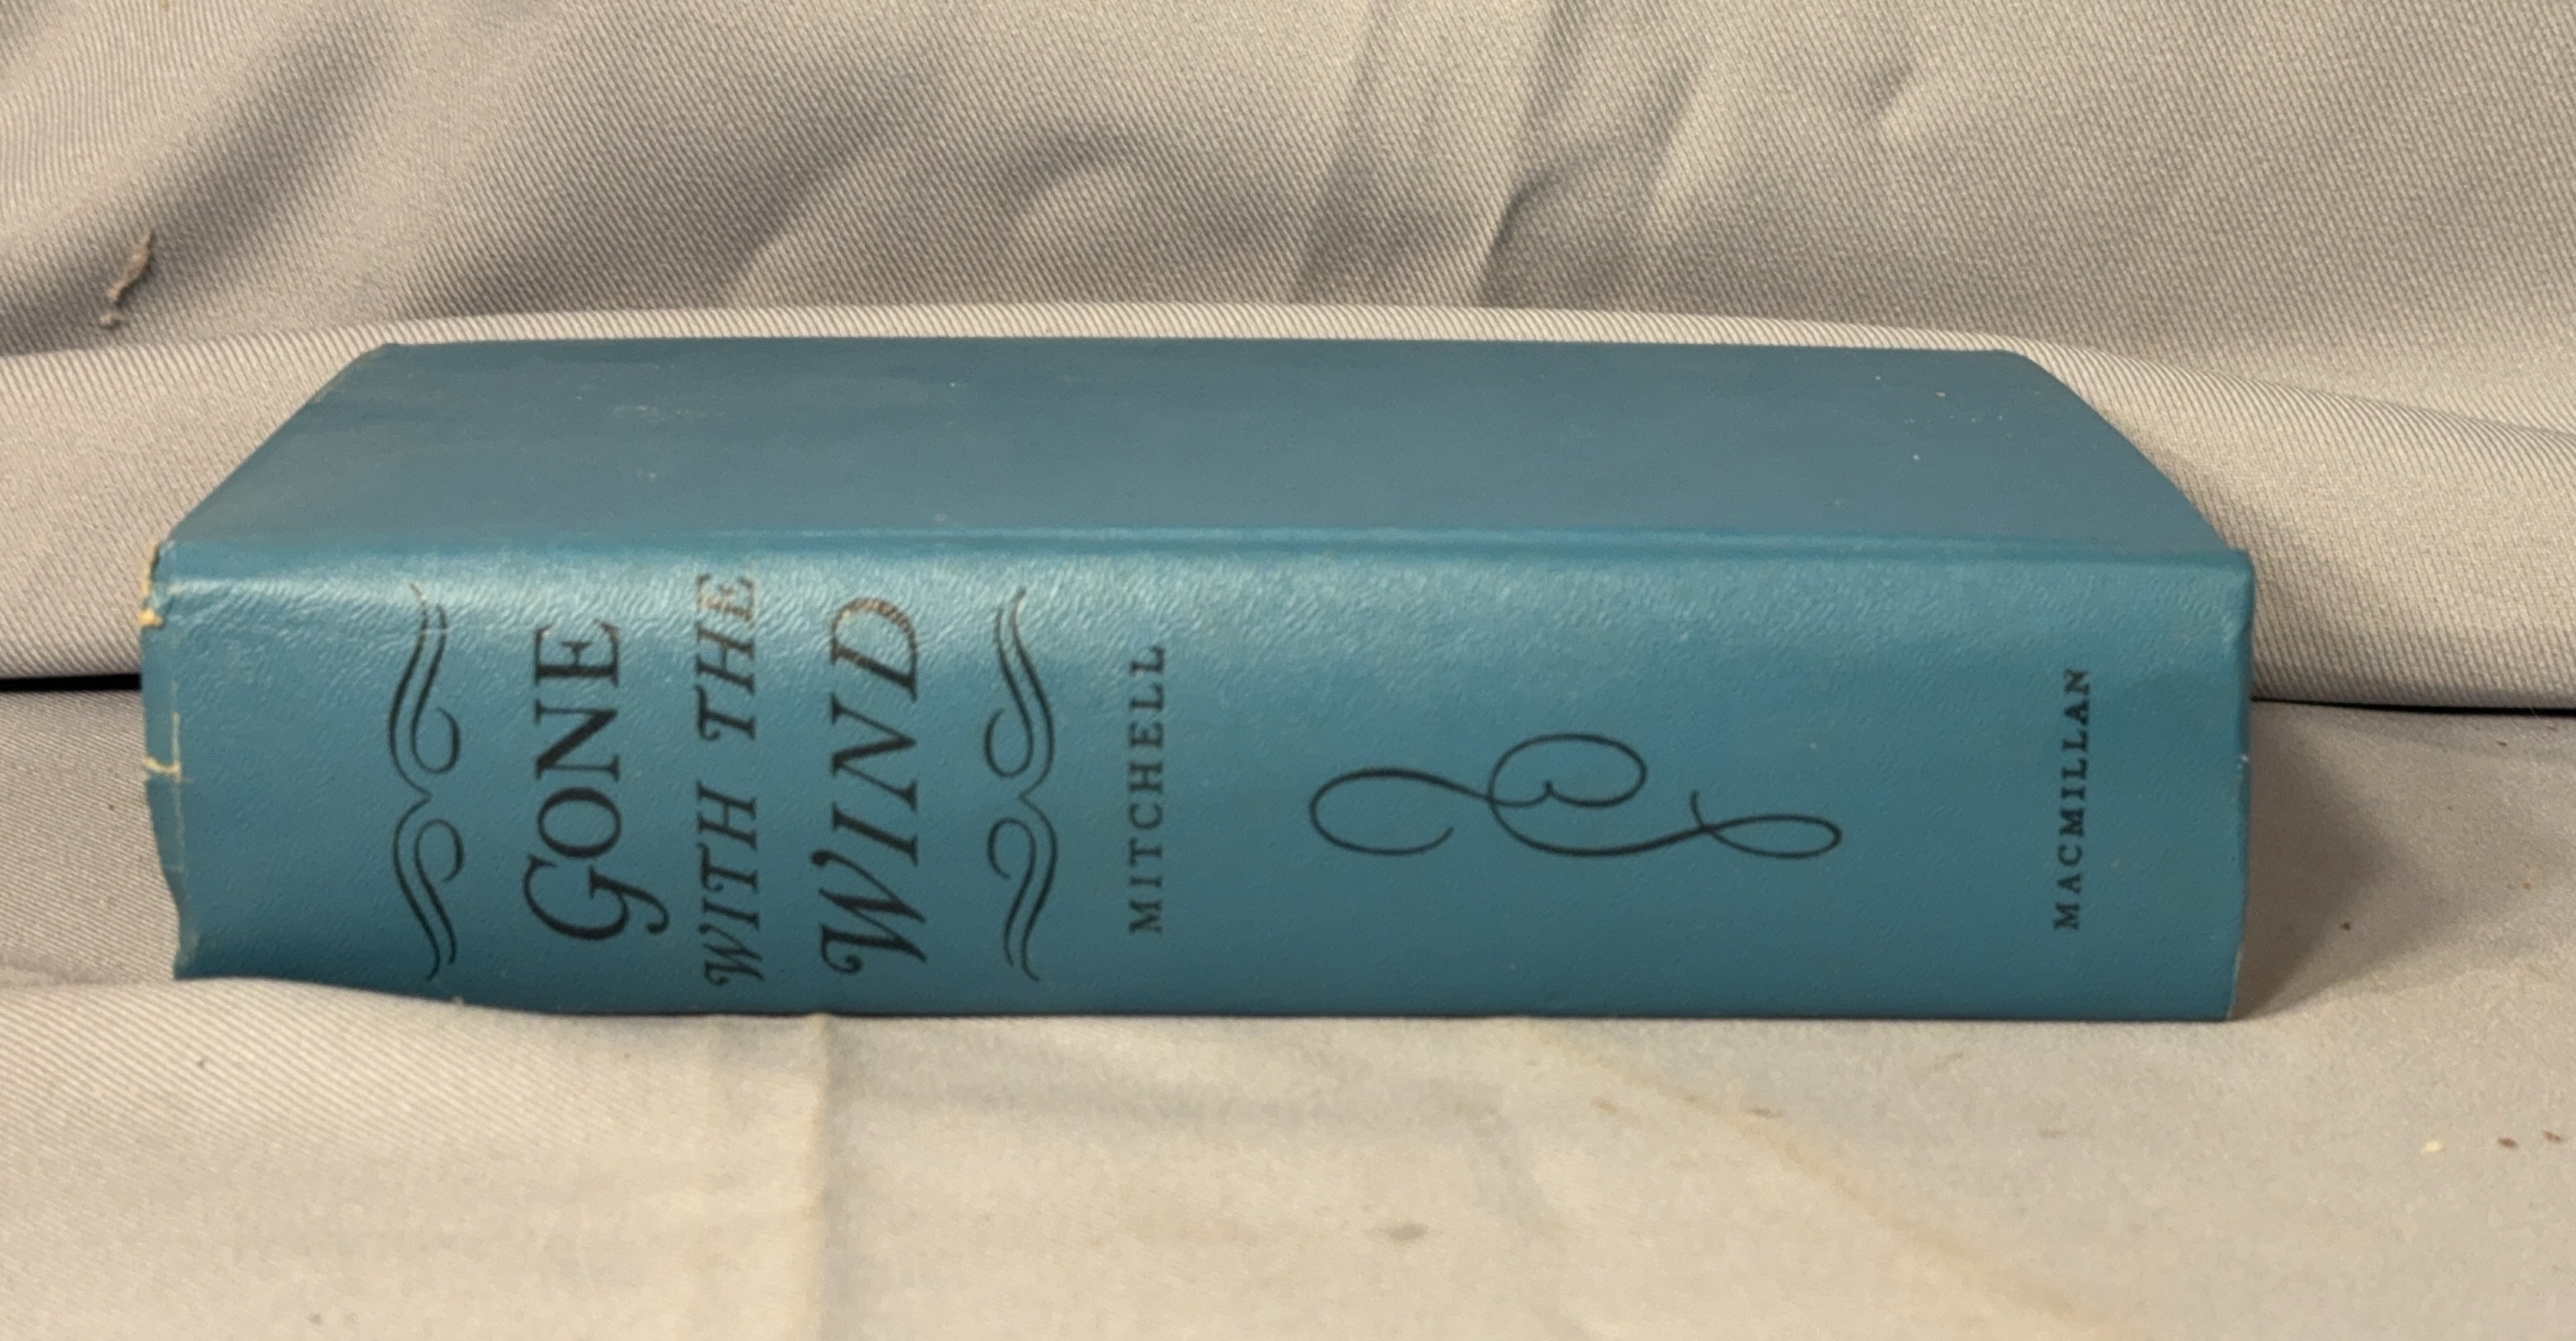 GONE
WITH THE
WIND
MITCHELL
MACMILLAN